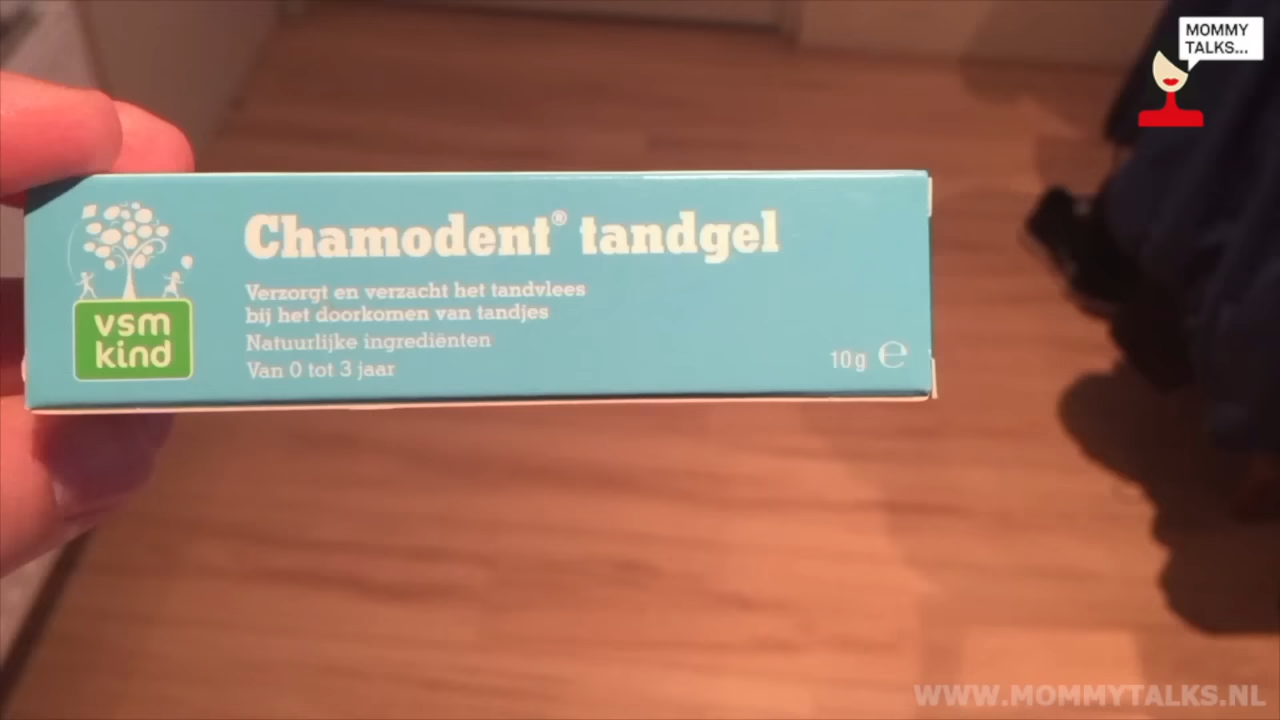 MOMMY
TALKS...
Chamodent® tandgel
Verzorgt en verzacht het tandvlees
bij het doorkomen van tandjes
Natuurlijke ingrediënten
Van 0 tot 3 jaar
vsm
kind
10 g ℮
WWW.MOMMYTALKS.NL